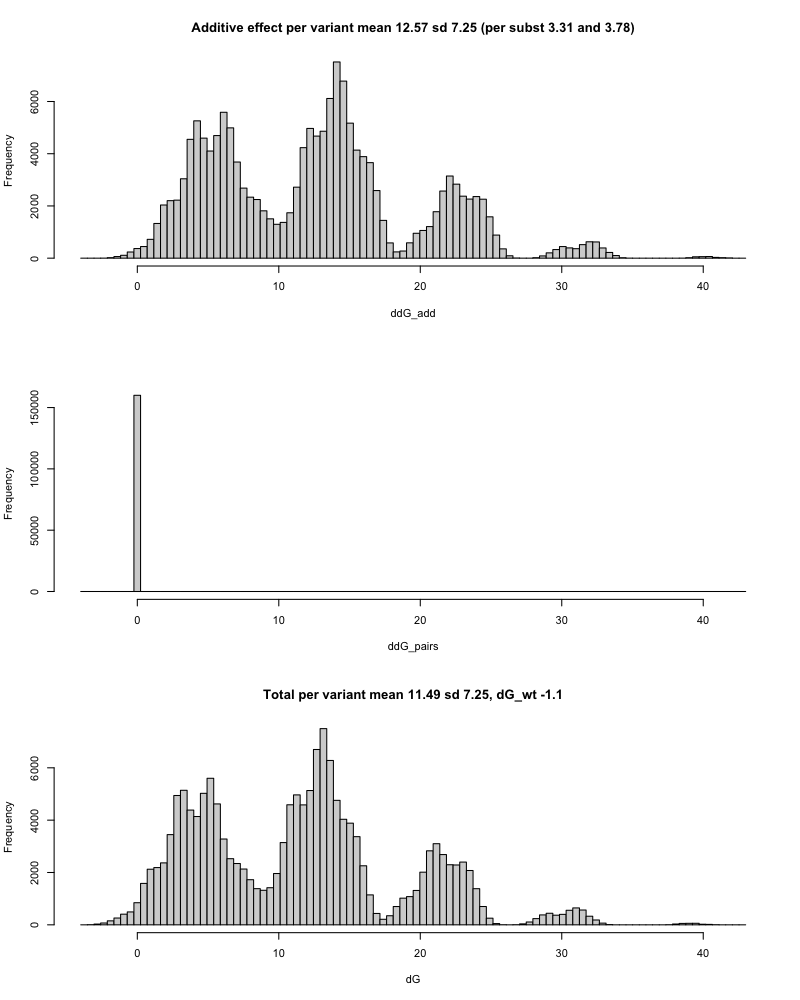 Additive effect per variant mean 12.57 sd 7.25 (per subst 3.31 and 3.78)
Frequency
6000
4000
2000
0
0 10 20 30 40
ddG_add
Frequency
150000
100000
50000
0
0 10 20 30 40
ddG_pairs
Total per variant mean 11.49 sd 7.25, dG_wt -1.1
Frequency
6000
4000
2000
0
0 10 20 30 40
dG